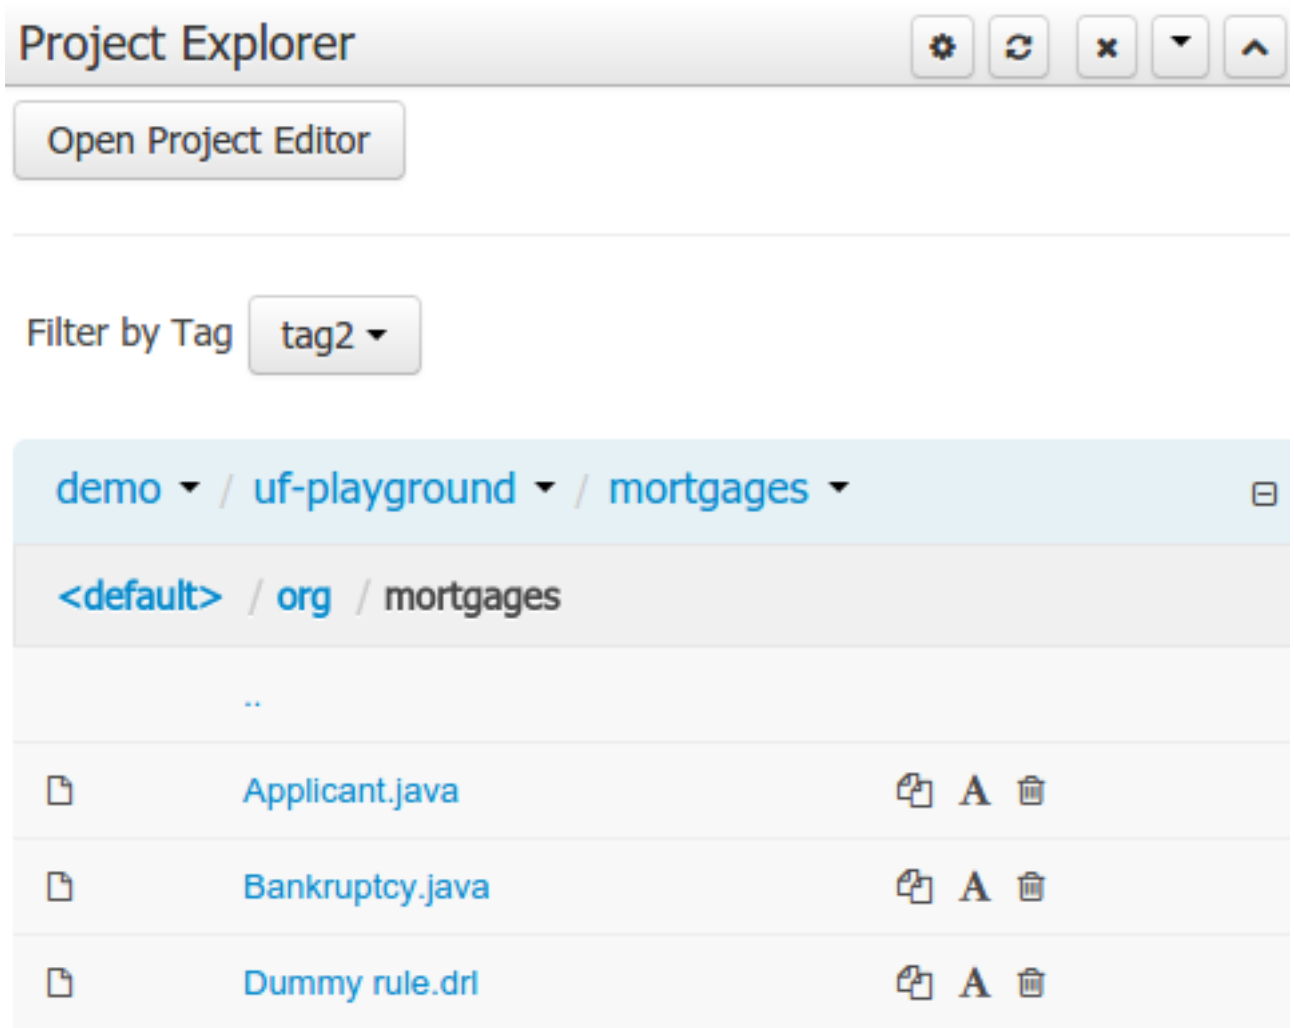 Project Explorer
Open Project Editor
Filter by Tag tag2
demo / uf-playground / mortgages
<default> / org / mortgages
..
Applicant.java
Bankruptcy.java
Dummy rule.drl